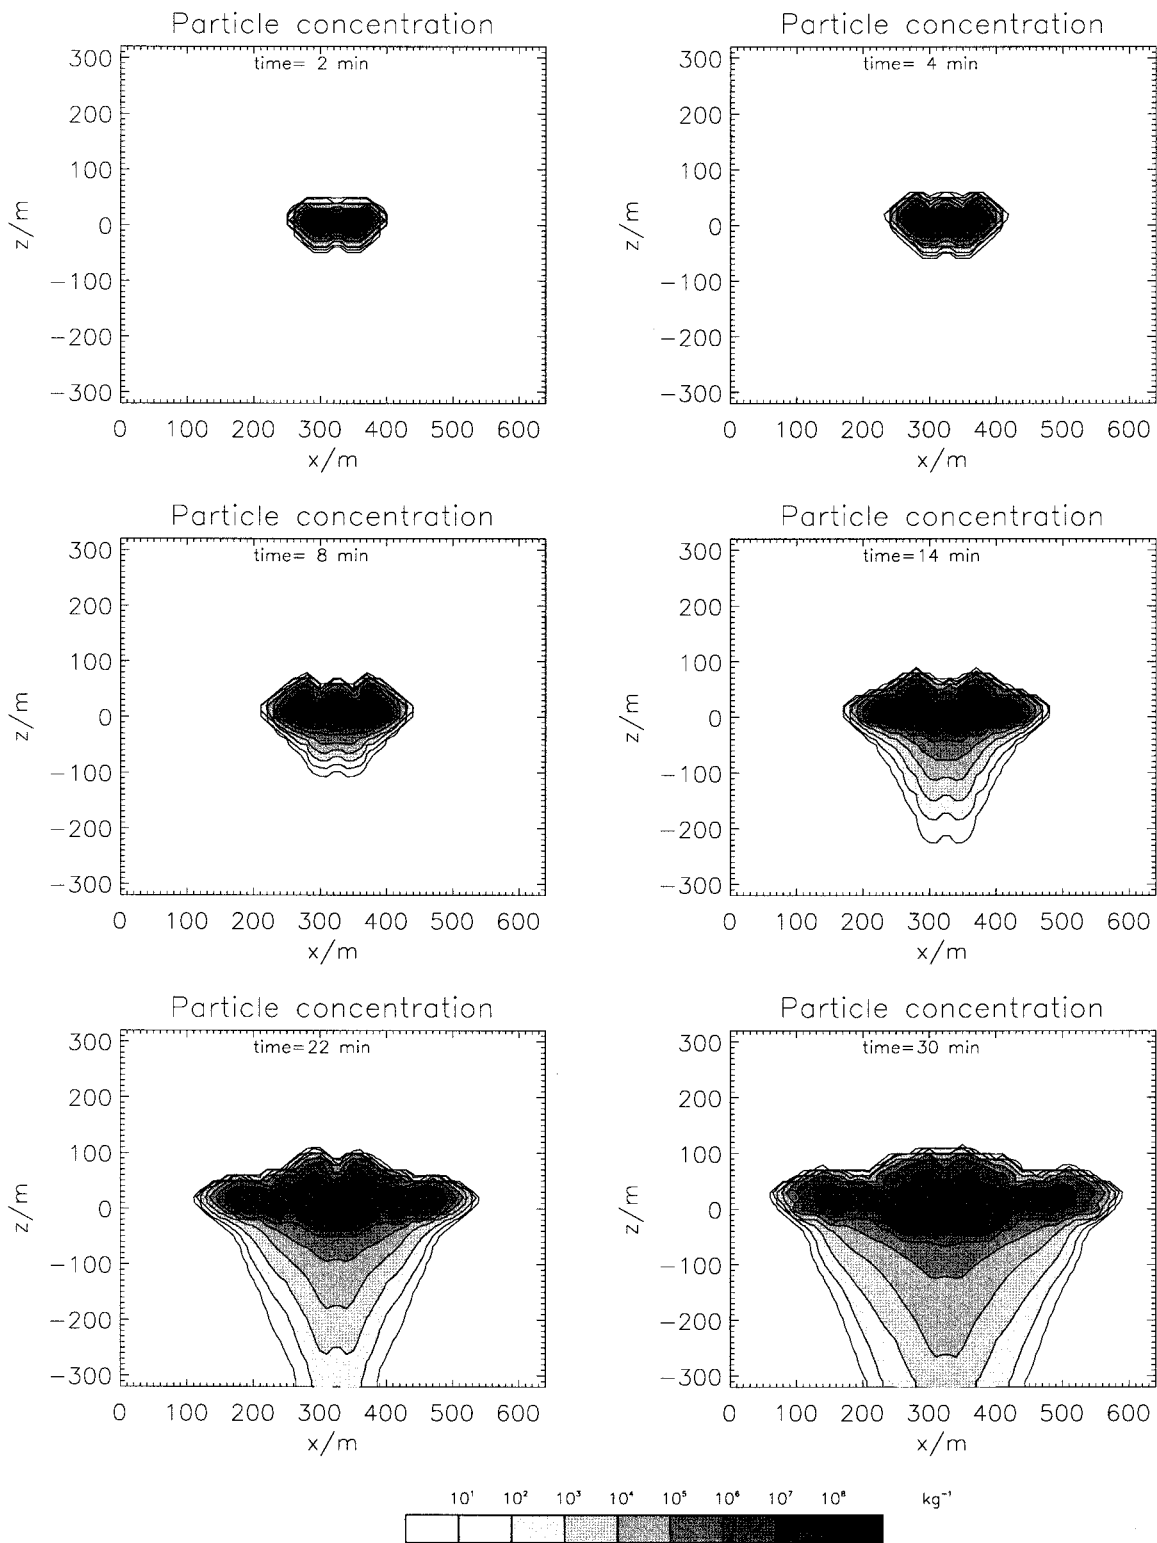 Particle concentration Particle concentration
time= 2 min time= 4 min
300 300
200 200
100 100
0 0
−100 −100
−200 −200
−300 −300
z/m z/m
0 100 200 300 400 500 600 0 100 200 300 400 500 600
x/m x/m
Particle concentration Particle concentration
time= 8 min time=14 min
300 300
200 200
100 100
0 0
−100 −100
−200 −200
−300 −300
z/m z/m
0 100 200 300 400 500 600 0 100 200 300 400 500 600
x/m x/m
Particle concentration Particle concentration
time=22 min time=30 min
300 300
200 200
100 100
0 0
−100 −100
−200 −200
−300 −300
z/m z/m
0 100 200 300 400 500 600 0 100 200 300 400 500 600
x/m x/m
10¹ 10² 10³ 10⁴ 10⁵ 10⁶ 10⁷ 10⁸ kg⁻¹